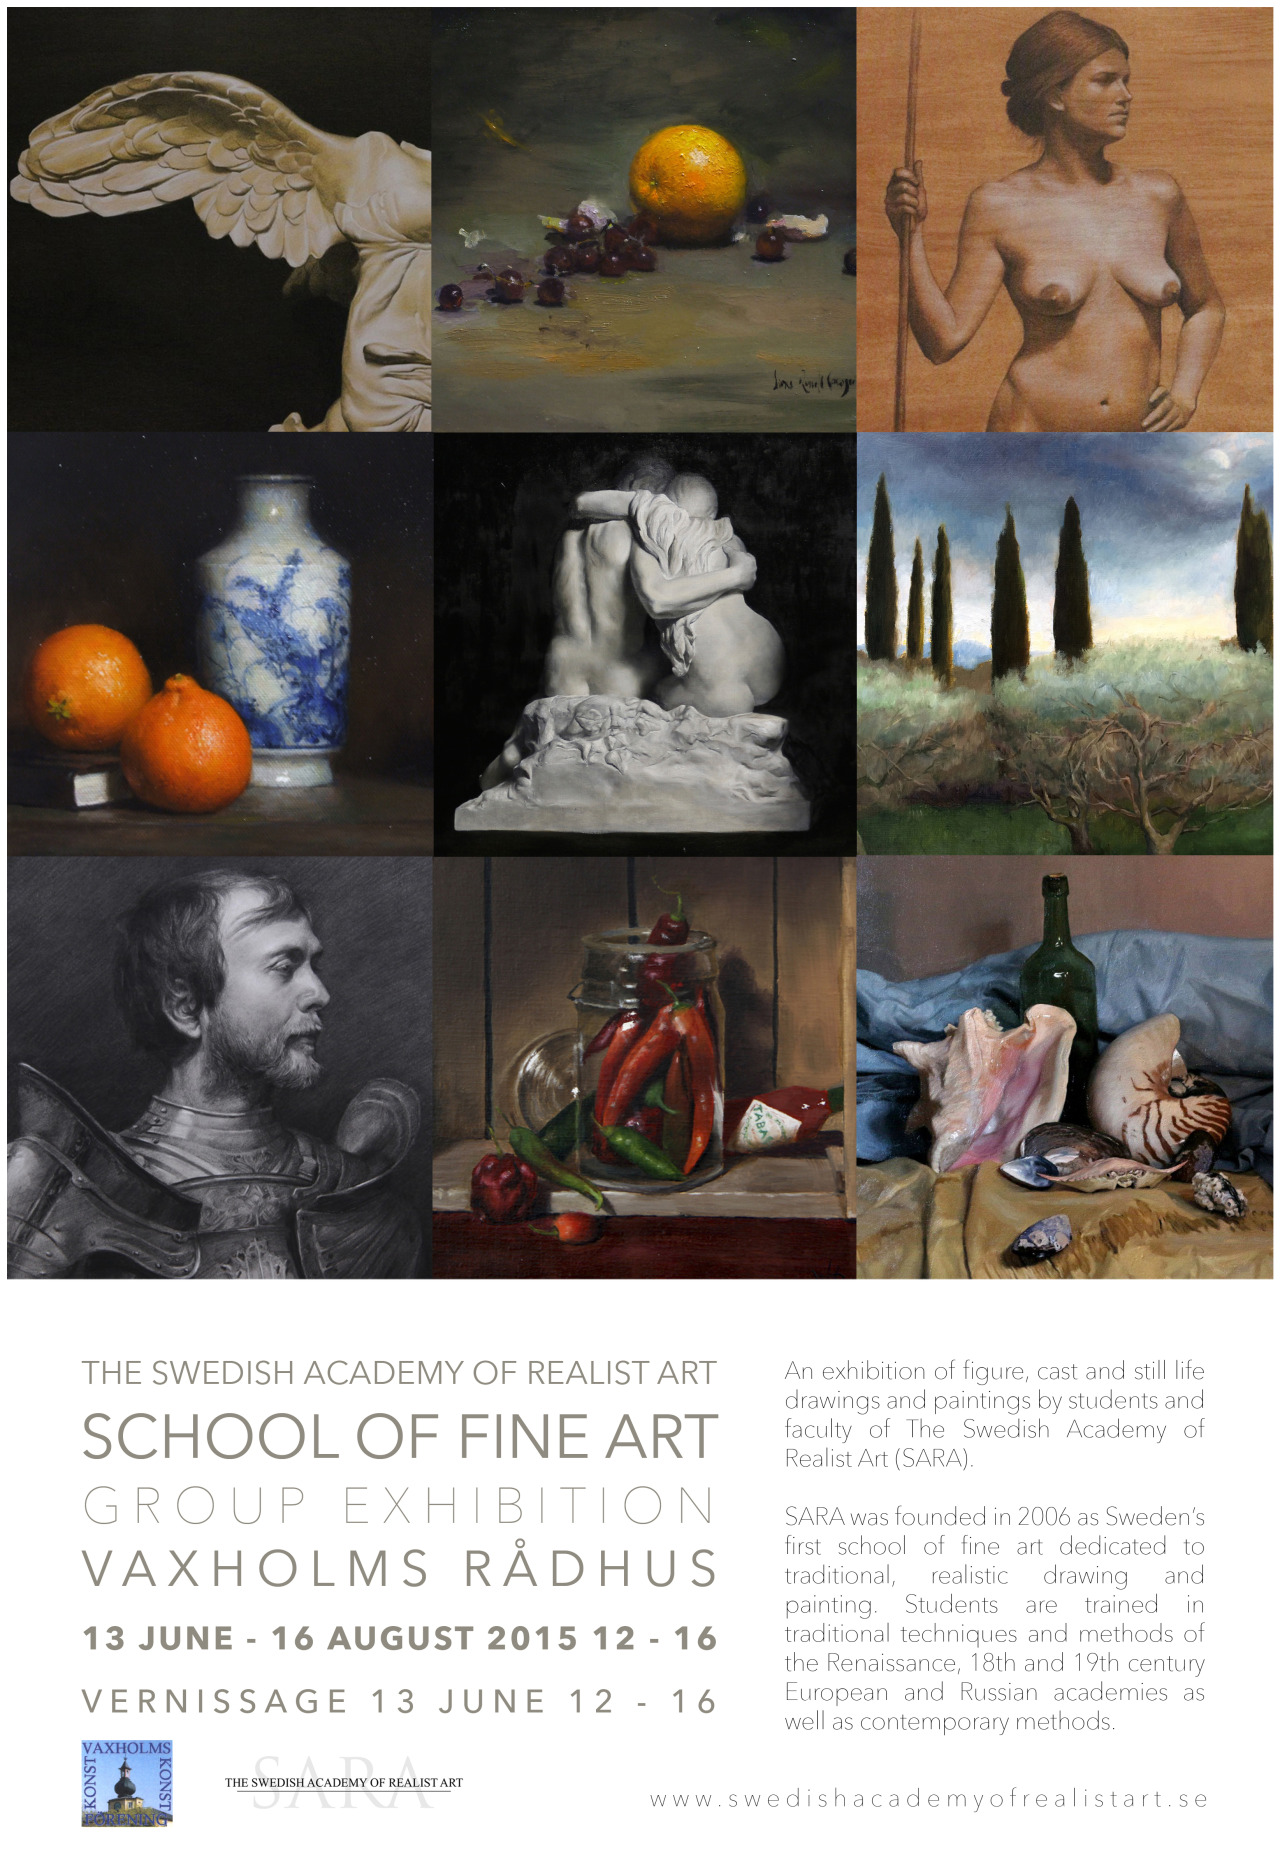 TABA
THE SWEDISH ACADEMY OF REALIST ART
SCHOOL OF FINE ART
GROUP EXHIBITION
VAXHOLMS RÅDHUS
13 JUNE - 16 AUGUST 2015 12 - 16
VERNISSAGE 13 JUNE 12 - 16
An exhibition of figure, cast and still life
drawings and paintings by students and
faculty of The Swedish Academy of
Realist Art (SARA).
SARA was founded in 2006 as Sweden's
first school of fine art dedicated to
traditional, realistic drawing and
painting. Students are trained in
traditional techniques and methods of
the Renaissance, 18th and 19th century
European and Russian academies as
well as contemporary methods.
VAXHOLMS
KONST
KONST
FÖRENING
SARA
THE SWEDISH ACADEMY OF REALIST ART
www.swedishacademyofrealistart.se